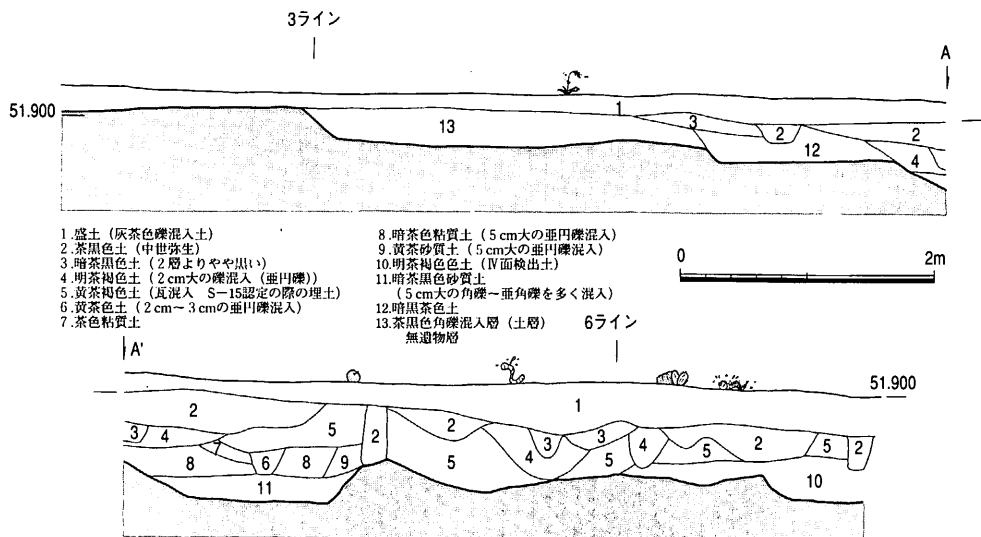 3ライン
A
51.900
1
13
3
2
12
2
4
1.盛土（灰茶色礫混入土）
2.茶黒色土（中世弥生）
3.暗茶黒色土（2層よりやや黒い）
4.明茶褐色土（2cm大の礫混入（亜円礫））
5.黄茶褐色土（瓦混入 S-15認定の際の埋土）
6.黄茶色土（2cm〜3cmの亜円礫混入）
7.茶色粘質土
8.暗茶色粘質土（5cm大の亜円礫混入）
9.黄茶砂質土（5cm大の亜円礫混入）
10.明茶褐色色土（Ⅳ面検出土）
11.暗茶黒色砂質土
（5cm大の角礫〜亜角礫を多く混入）
12.暗黒茶色土
13.茶黒色角礫混入層（土層）
無遺物層
0 2m
A'
6ライン
51.900
1
2
3 4
5
2
7
8
6
8
9
11
2
5
4
3
3
5
4
5
2
5
2
10